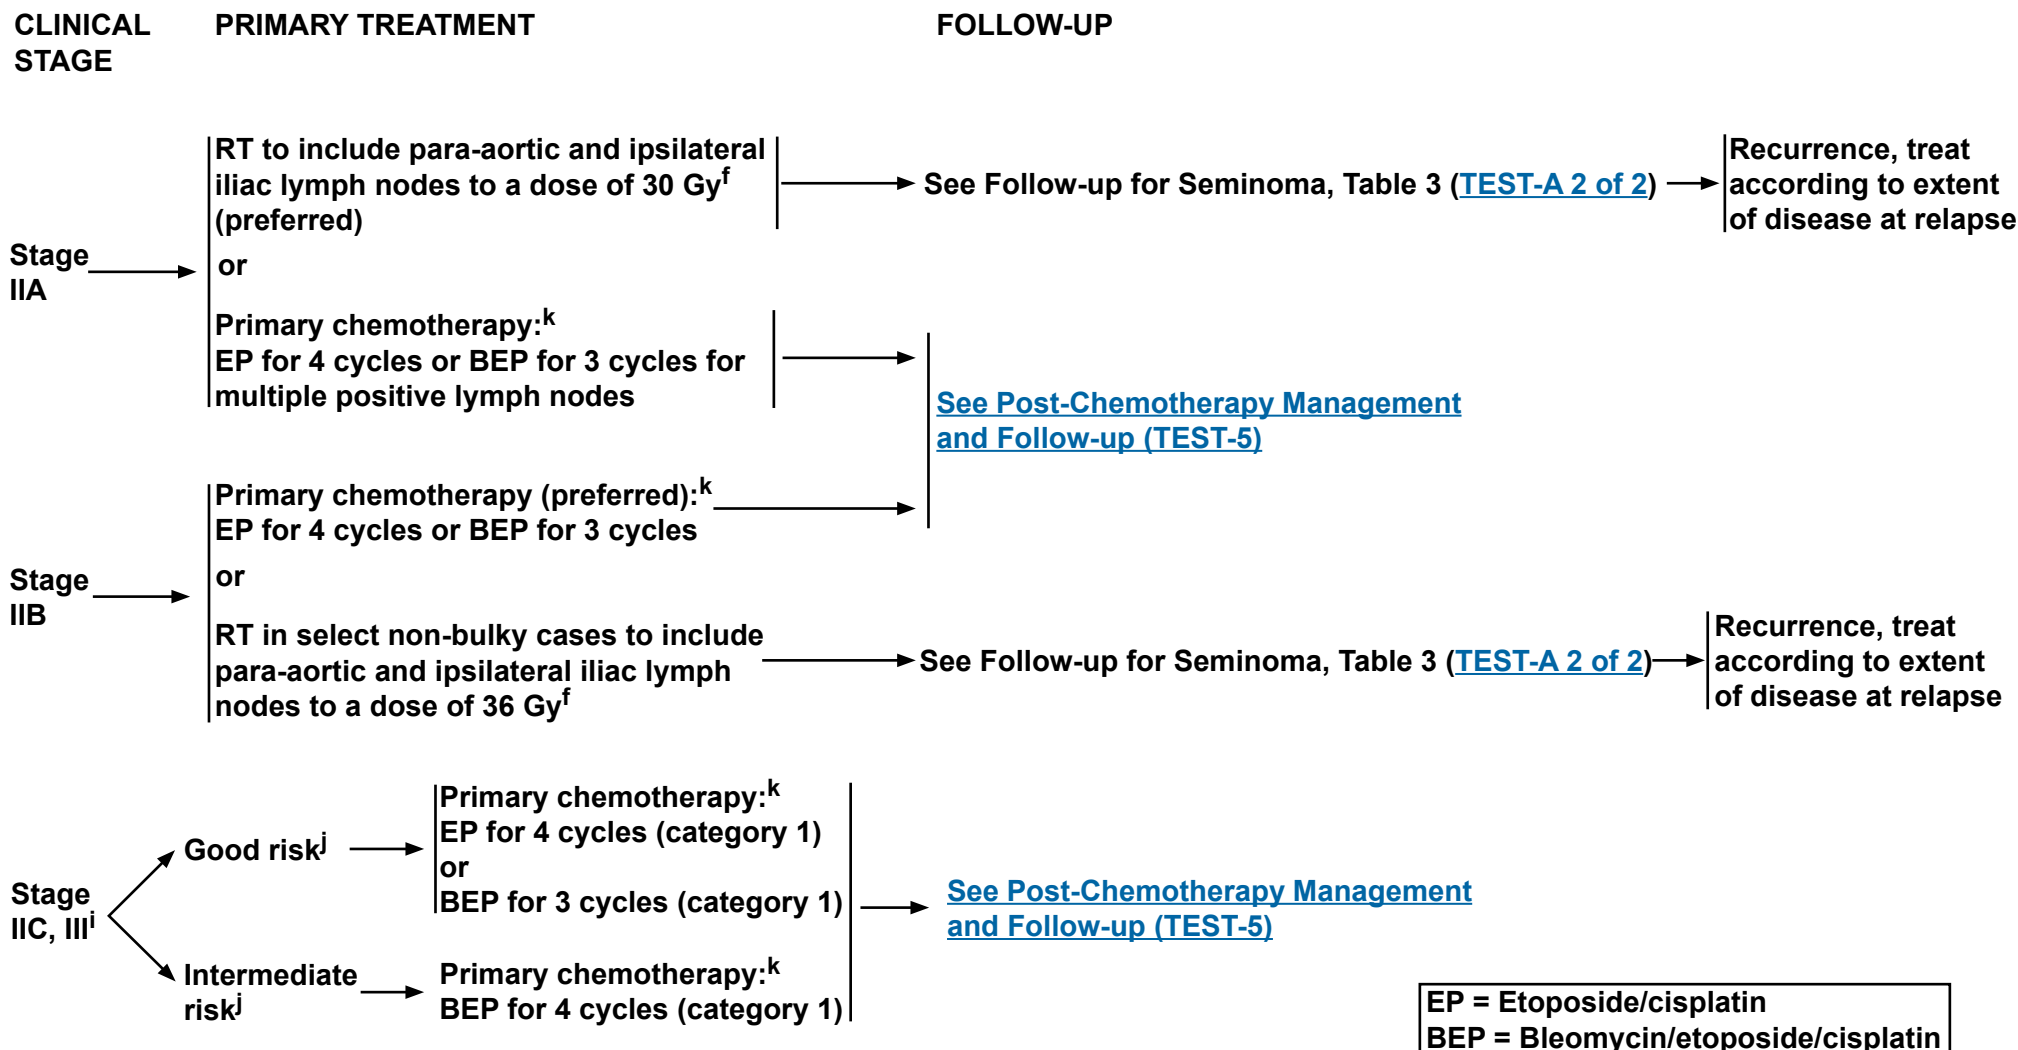 CLINICAL
STAGE
PRIMARY TREATMENT
FOLLOW-UP
Stage
IIA
RT to include para-aortic and ipsilateral
iliac lymph nodes to a dose of 30 Gyᶠ
(preferred)
or
Primary chemotherapy:ᵏ
EP for 4 cycles or BEP for 3 cycles for
multiple positive lymph nodes
See Follow-up for Seminoma, Table 3 (TEST-A 2 of 2)
Recurrence, treat
according to extent
of disease at relapse
See Post-Chemotherapy Management
and Follow-up (TEST-5)
Stage
IIB
Primary chemotherapy (preferred):ᵏ
EP for 4 cycles or BEP for 3 cycles
or
RT in select non-bulky cases to include
para-aortic and ipsilateral iliac lymph
nodes to a dose of 36 Gyᶠ
See Follow-up for Seminoma, Table 3 (TEST-A 2 of 2)
Recurrence, treat
according to extent
of disease at relapse
Stage
IIC, IIIⁱ
Good riskʲ
Primary chemotherapy:ᵏ
EP for 4 cycles (category 1)
or
BEP for 3 cycles (category 1)
Intermediate
riskʲ
Primary chemotherapy:ᵏ
BEP for 4 cycles (category 1)
See Post-Chemotherapy Management
and Follow-up (TEST-5)
EP = Etoposide/cisplatin
BEP = Bleomycin/etoposide/cisplatin